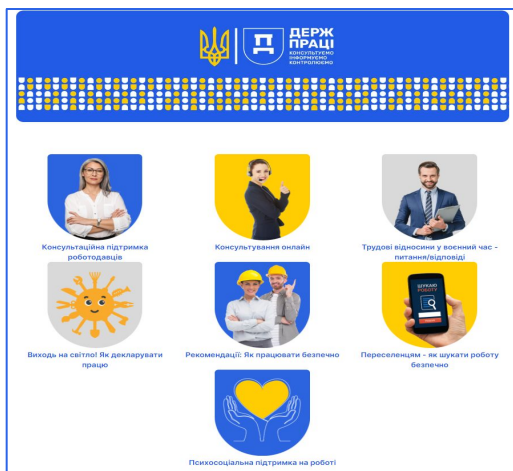 ДЕРЖ
ПРАЦІ
КОНСУЛЬТУЄМО
ІНФОРМУЄМО
КОНТРОЛЮЄМО
Консультаційна підтримка
роботодавців
Консультування онлайн
Трудові відносини у воєнний час -
питання/відповіді
ШУКАЮ
РОБОТУ
Виходь на світло! Як декларувати
працю
Рекомендації: Як працювати безпечно
Переселенцям - як шукати роботу
безпечно
Психосоціальна підтримка на роботі